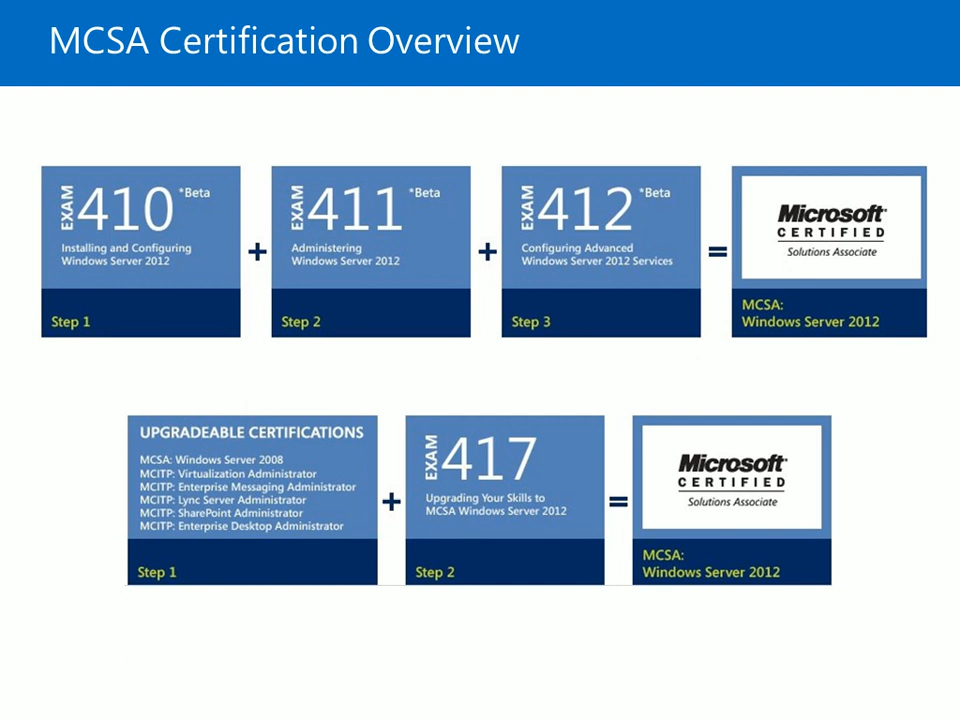 MCSA Certification Overview
EXAM 410 *Beta
Installing and Configuring
Windows Server 2012
Step 1
+
EXAM 411 *Beta
Administering
Windows Server 2012
Step 2
+
EXAM 412 *Beta
Configuring Advanced
Windows Server 2012 Services
Step 3
=
Microsoft
CERTIFIED
Solutions Associate
MCSA:
Windows Server 2012
UPGRADEABLE CERTIFICATIONS
MCSA: Windows Server 2008
MCITP: Virtualization Administrator
MCITP: Enterprise Messaging Administrator
MCITP: Lync Server Administrator
MCITP: SharePoint Administrator
MCITP: Enterprise Desktop Administrator
Step 1
+
EXAM 417
Upgrading Your Skills to
MCSA Windows Server 2012
Step 2
=
Microsoft
CERTIFIED
Solutions Associate
MCSA:
Windows Server 2012